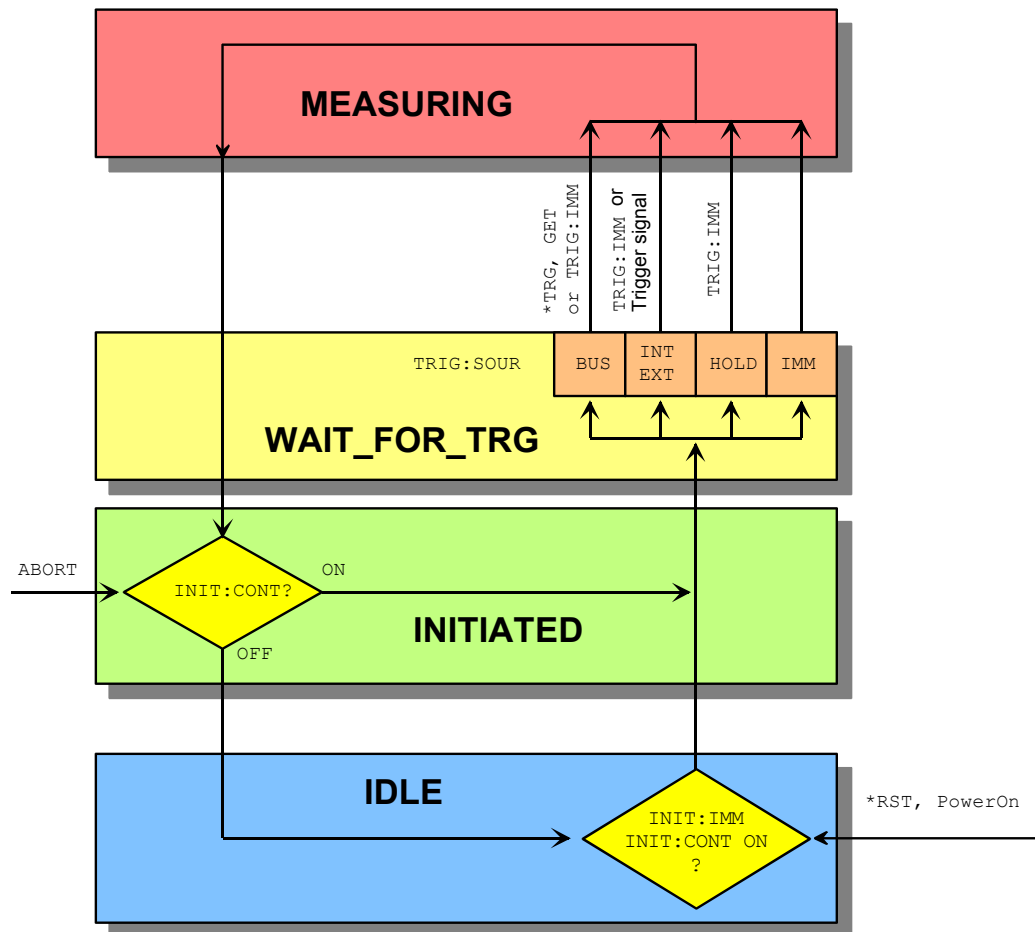 MEASURING
*TRG, GET
or TRIG:IMM
TRIG:IMM or
Trigger signal
TRIG:IMM
TRIG:SOUR
BUS
INT
EXT
HOLD
IMM
WAIT_FOR_TRG
ABORT
INIT:CONT?
ON
OFF
INITIATED
IDLE
INIT:IMM
INIT:CONT ON
?
*RST, PowerOn